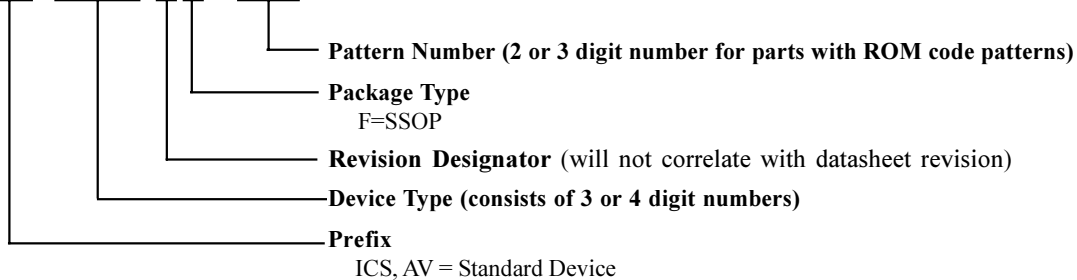 Pattern Number (2 or 3 digit number for parts with ROM code patterns)
Package Type
F=SSOP
Revision Designator (will not correlate with datasheet revision)
Device Type (consists of 3 or 4 digit numbers)
Prefix
ICS, AV = Standard Device